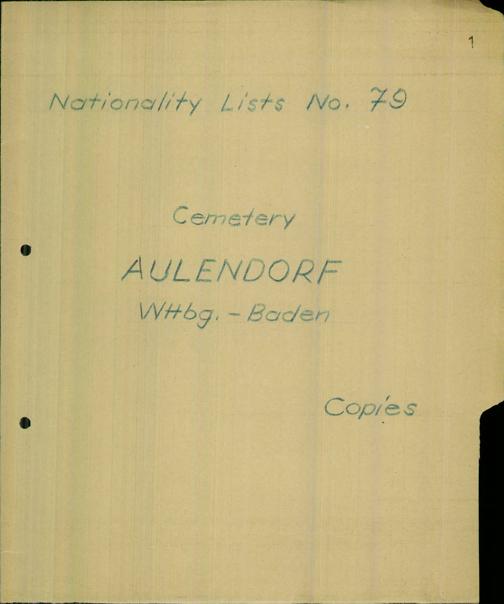 1
Nationality Lists No. 79
Cemetery
AULENDORF
Wttbg. - Baden
Copies